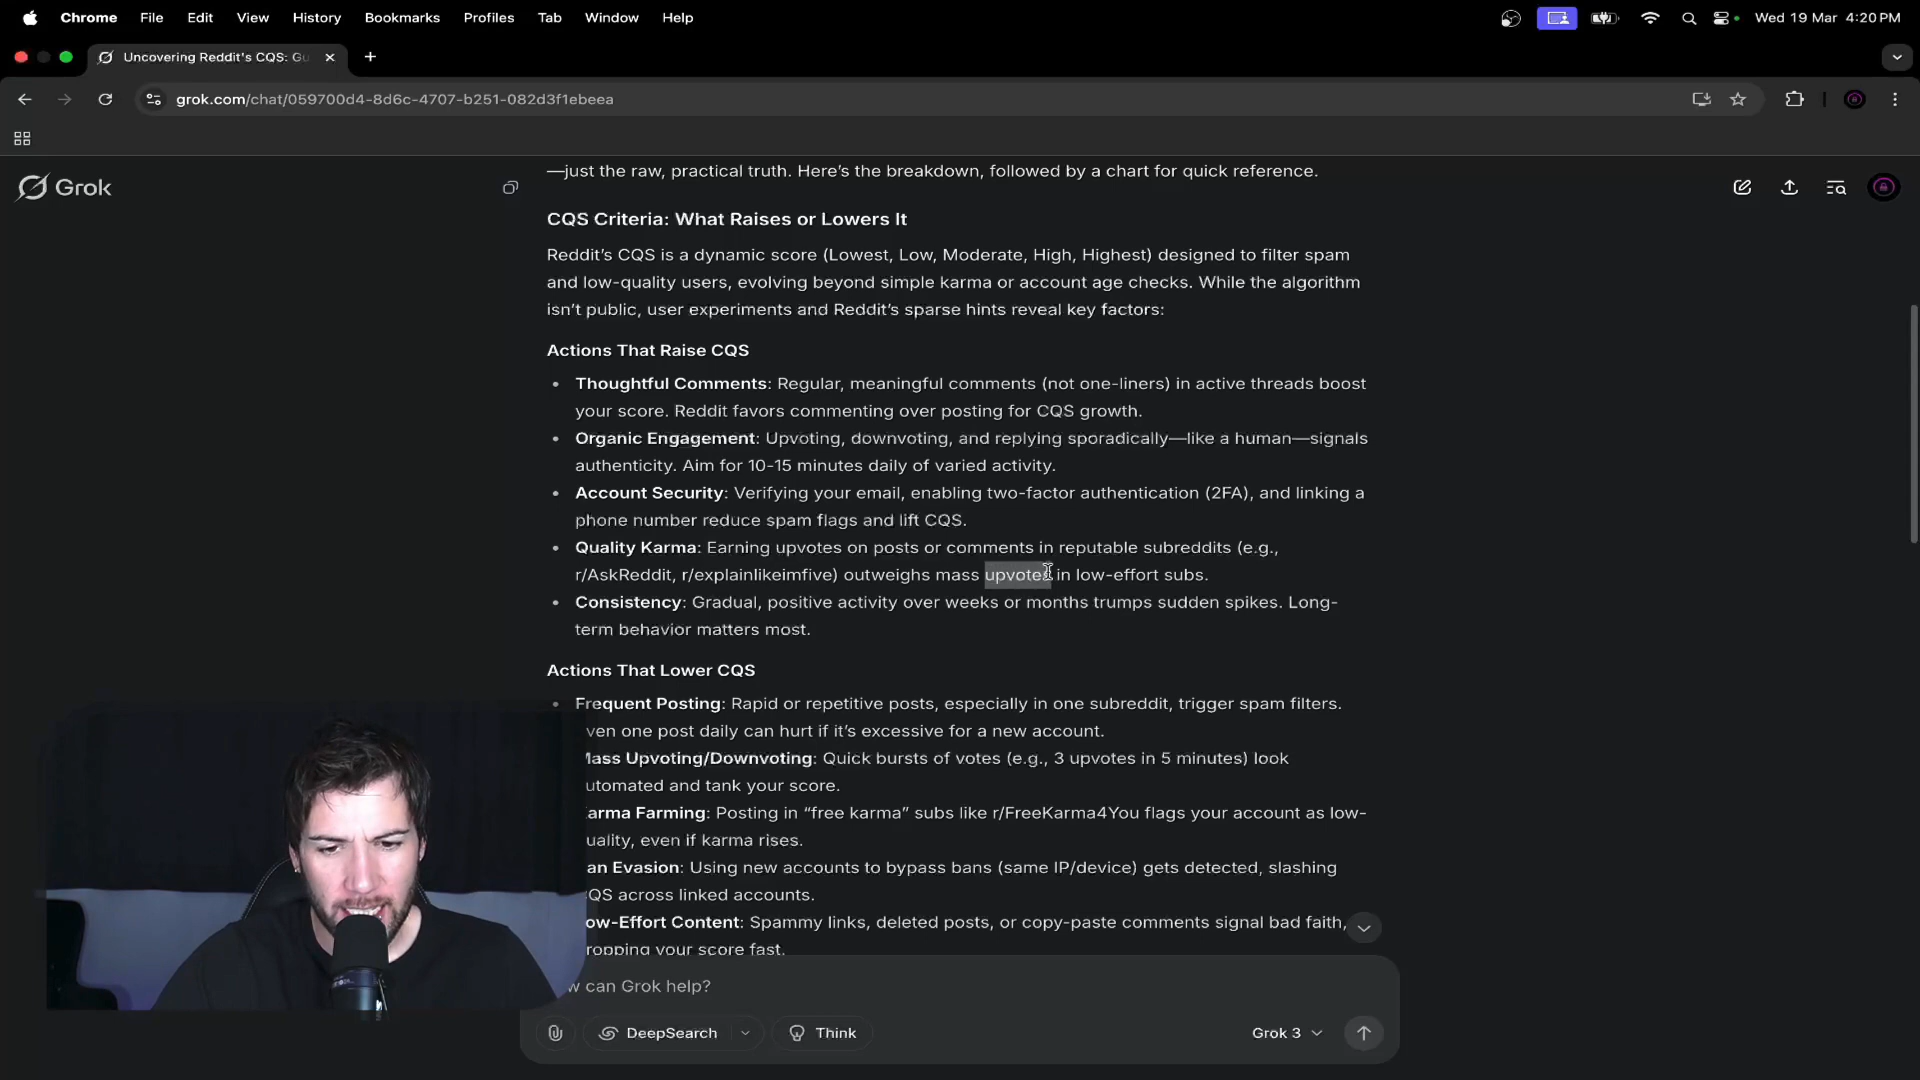 Chrome File Edit View History Bookmarks Profiles Tab Window Help Wed 19 Mar 4:20 PM
Uncovering Reddit's CQS: Gu
grok.com/chat/059700d4-8d6c-4707-b251-082d3f1ebeea
Grok
—just the raw, practical truth. Here's the breakdown, followed by a chart for quick reference.
CQS Criteria: What Raises or Lowers It
Reddit's CQS is a dynamic score (Lowest, Low, Moderate, High, Highest) designed to filter spam
and low-quality users, evolving beyond simple karma or account age checks. While the algorithm
isn't public, user experiments and Reddit's sparse hints reveal key factors:
Actions That Raise CQS
• Thoughtful Comments: Regular, meaningful comments (not one-liners) in active threads boost
your score. Reddit favors commenting over posting for CQS growth.
• Organic Engagement: Upvoting, downvoting, and replying sporadically—like a human—signals
authenticity. Aim for 10-15 minutes daily of varied activity.
• Account Security: Verifying your email, enabling two-factor authentication (2FA), and linking a
phone number reduce spam flags and lift CQS.
• Quality Karma: Earning upvotes on posts or comments in reputable subreddits (e.g.,
r/AskReddit, r/explainlikeimfive) outweighs mass upvotes in low-effort subs.
• Consistency: Gradual, positive activity over weeks or months trumps sudden spikes. Long-
term behavior matters most.
Actions That Lower CQS
• Frequent Posting: Rapid or repetitive posts, especially in one subreddit, trigger spam filters.
ven one post daily can hurt if it's excessive for a new account.
Mass Upvoting/Downvoting: Quick bursts of votes (e.g., 3 upvotes in 5 minutes) look
utomated and tank your score.
Karma Farming: Posting in “free karma” subs like r/FreeKarma4You flags your account as low-
uality, even if karma rises.
an Evasion: Using new accounts to bypass bans (same IP/device) gets detected, slashing
QS across linked accounts.
ow-Effort Content: Spammy links, deleted posts, or copy-paste comments signal bad faith,
ropping your score fast.
w can Grok help?
DeepSearch Think Grok 3